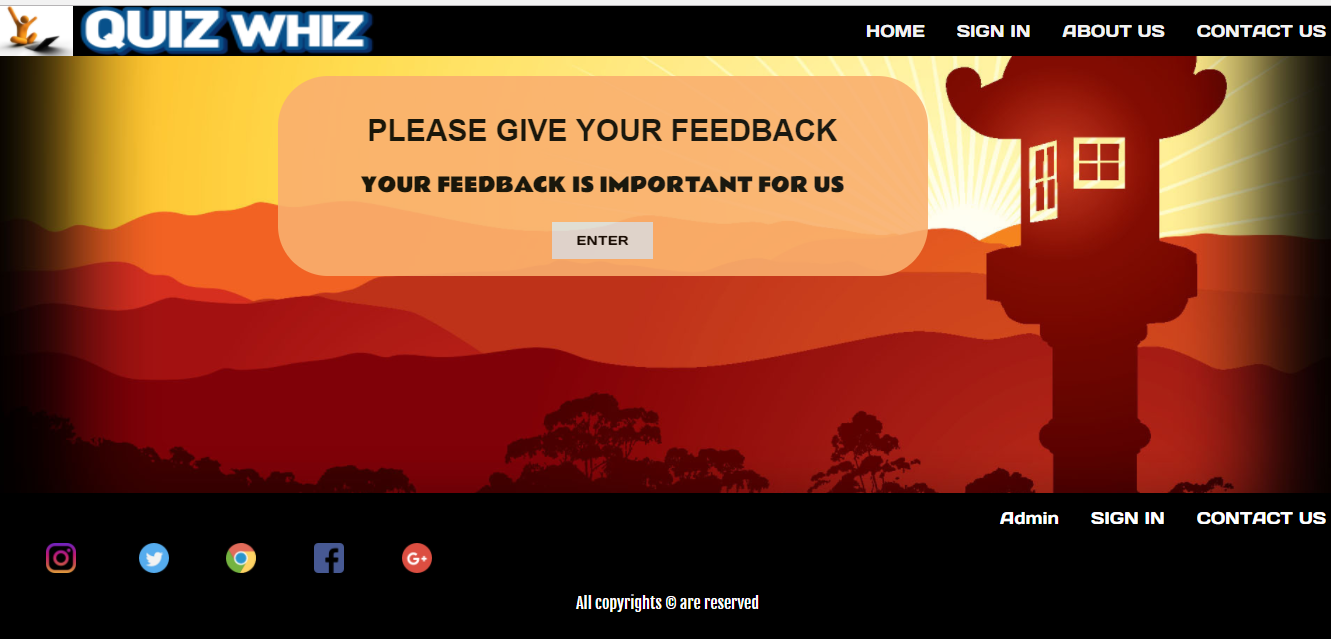 QUIZ WHIZ
HOME SIGN IN ABOUT US CONTACT US
PLEASE GIVE YOUR FEEDBACK
YOUR FEEDBACK IS IMPORTANT FOR US
ENTER
Admin SIGN IN CONTACT US
G+
All copyrights © are reserved